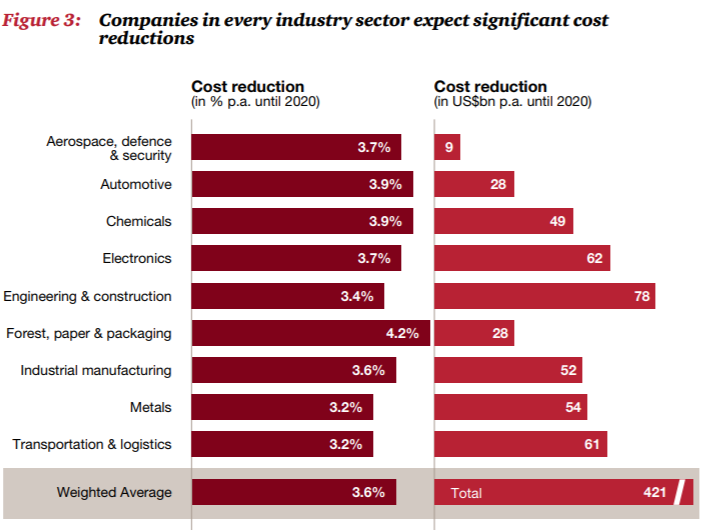 Figure 3: Companies in every industry sector expect significant cost
reductions
Cost reduction
(in % p.a. until 2020)
Cost reduction
(in US$bn p.a. until 2020)
Aerospace, defence
& security
3.7%
9
Automotive
3.9%
28
Chemicals
3.9%
49
Electronics
3.7%
62
Engineering & construction
3.4%
78
Forest, paper & packaging
4.2%
28
Industrial manufacturing
3.6%
52
Metals
3.2%
54
Transportation & logistics
3.2%
61
Weighted Average
3.6%
Total
421